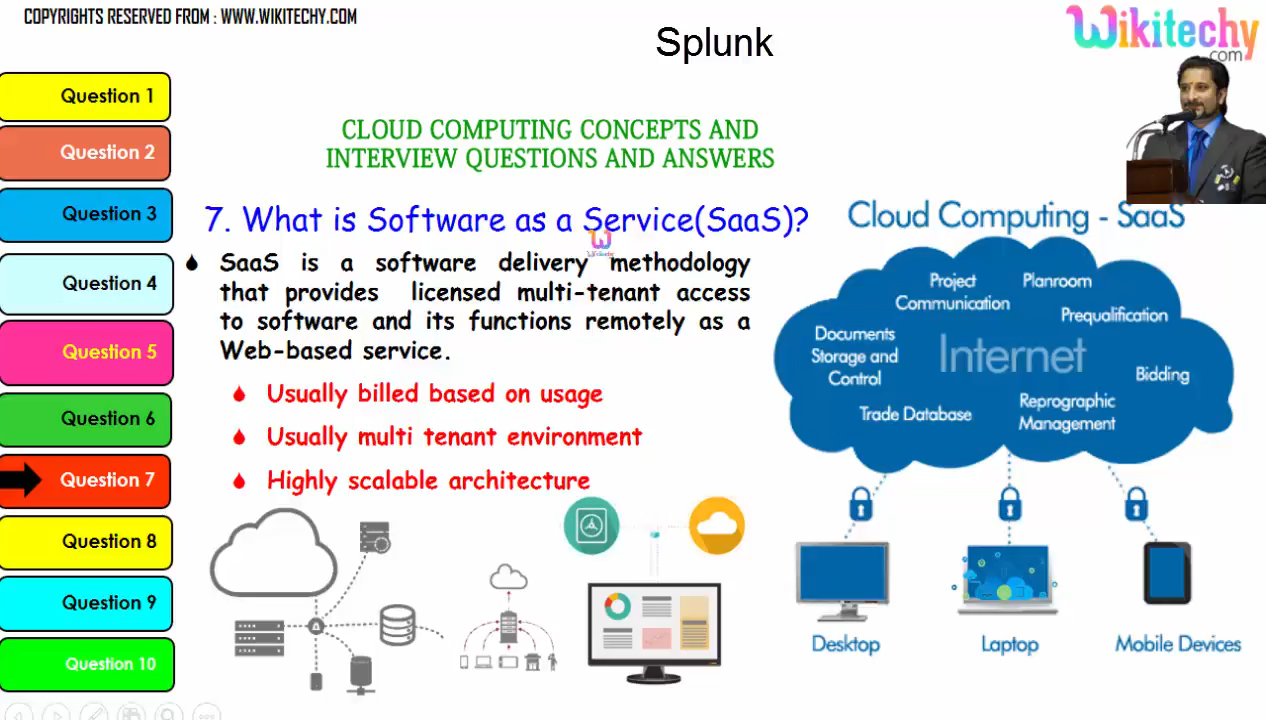 COPYRIGHTS RESERVED FROM : WWW.WIKITECHY.COM
Splunk
Wikitechy
.com
CLOUD COMPUTING CONCEPTS AND
INTERVIEW QUESTIONS AND ANSWERS
Question 1
Question 2
Question 3
Question 4
Question 5
Question 6
Question 7
Question 8
Question 9
Question 10
7. What is Software as a Service(SaaS)?
SaaS is a software delivery methodology
that provides licensed multi-tenant access
to software and its functions remotely as a
Web-based service.
Usually billed based on usage
Usually multi tenant environment
Highly scalable architecture
Cloud Computing - SaaS
Project
Communication
Planroom
Prequalification
Documents
Storage and
Control
Internet
Bidding
Trade Database
Reprographic
Management
Desktop
Laptop
Mobile Devices